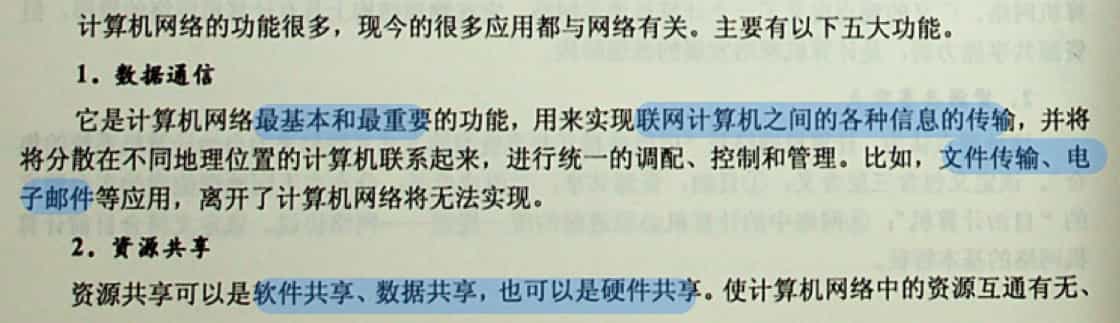 计算机网络的功能很多，现今的很多应用都与网络有关。主要有以下五大功能。
1．数据通信
它是计算机网络最基本和最重要的功能，用来实现联网计算机之间的各种信息的传输，并将
将分散在不同地理位置的计算机联系起来，进行统一的调配、控制和管理。比如，文件传输、电
子邮件等应用，离开了计算机网络将无法实现。
2．资源共享
资源共享可以是软件共享、数据共享，也可以是硬件共享。使计算机网络中的资源互通有无、